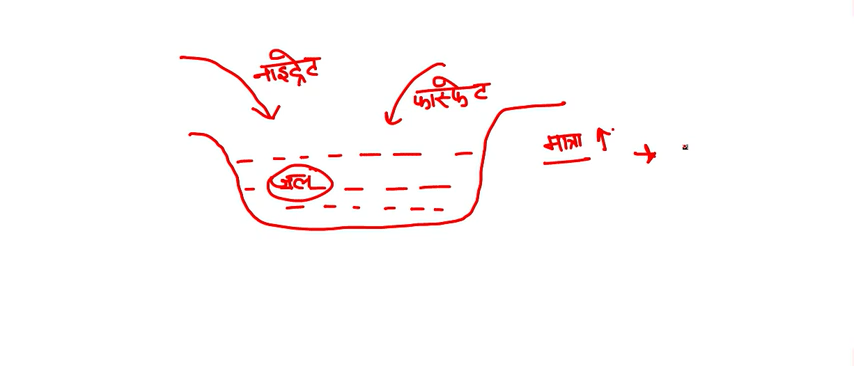 नाइट्रेट
फास्फेट
मात्रा ↑
जल